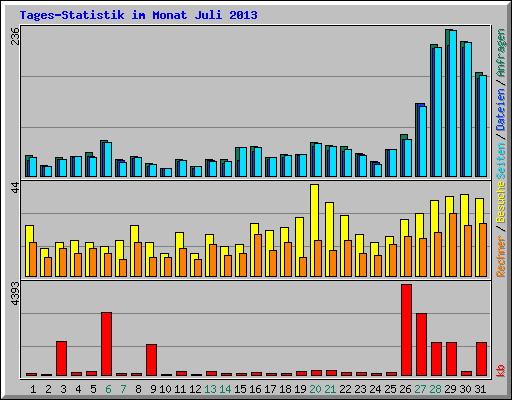 Tages-Statistik im Monat Juli 2013
236
44
4393
Rechner / Besuche Seiten / Dateien / Anfragen
kb
1 2 3 4 5 6 7 8 9 10 11 12 13 14 15 16 17 18 19 20 21 22 23 24 25 26 27 28 29 30 31